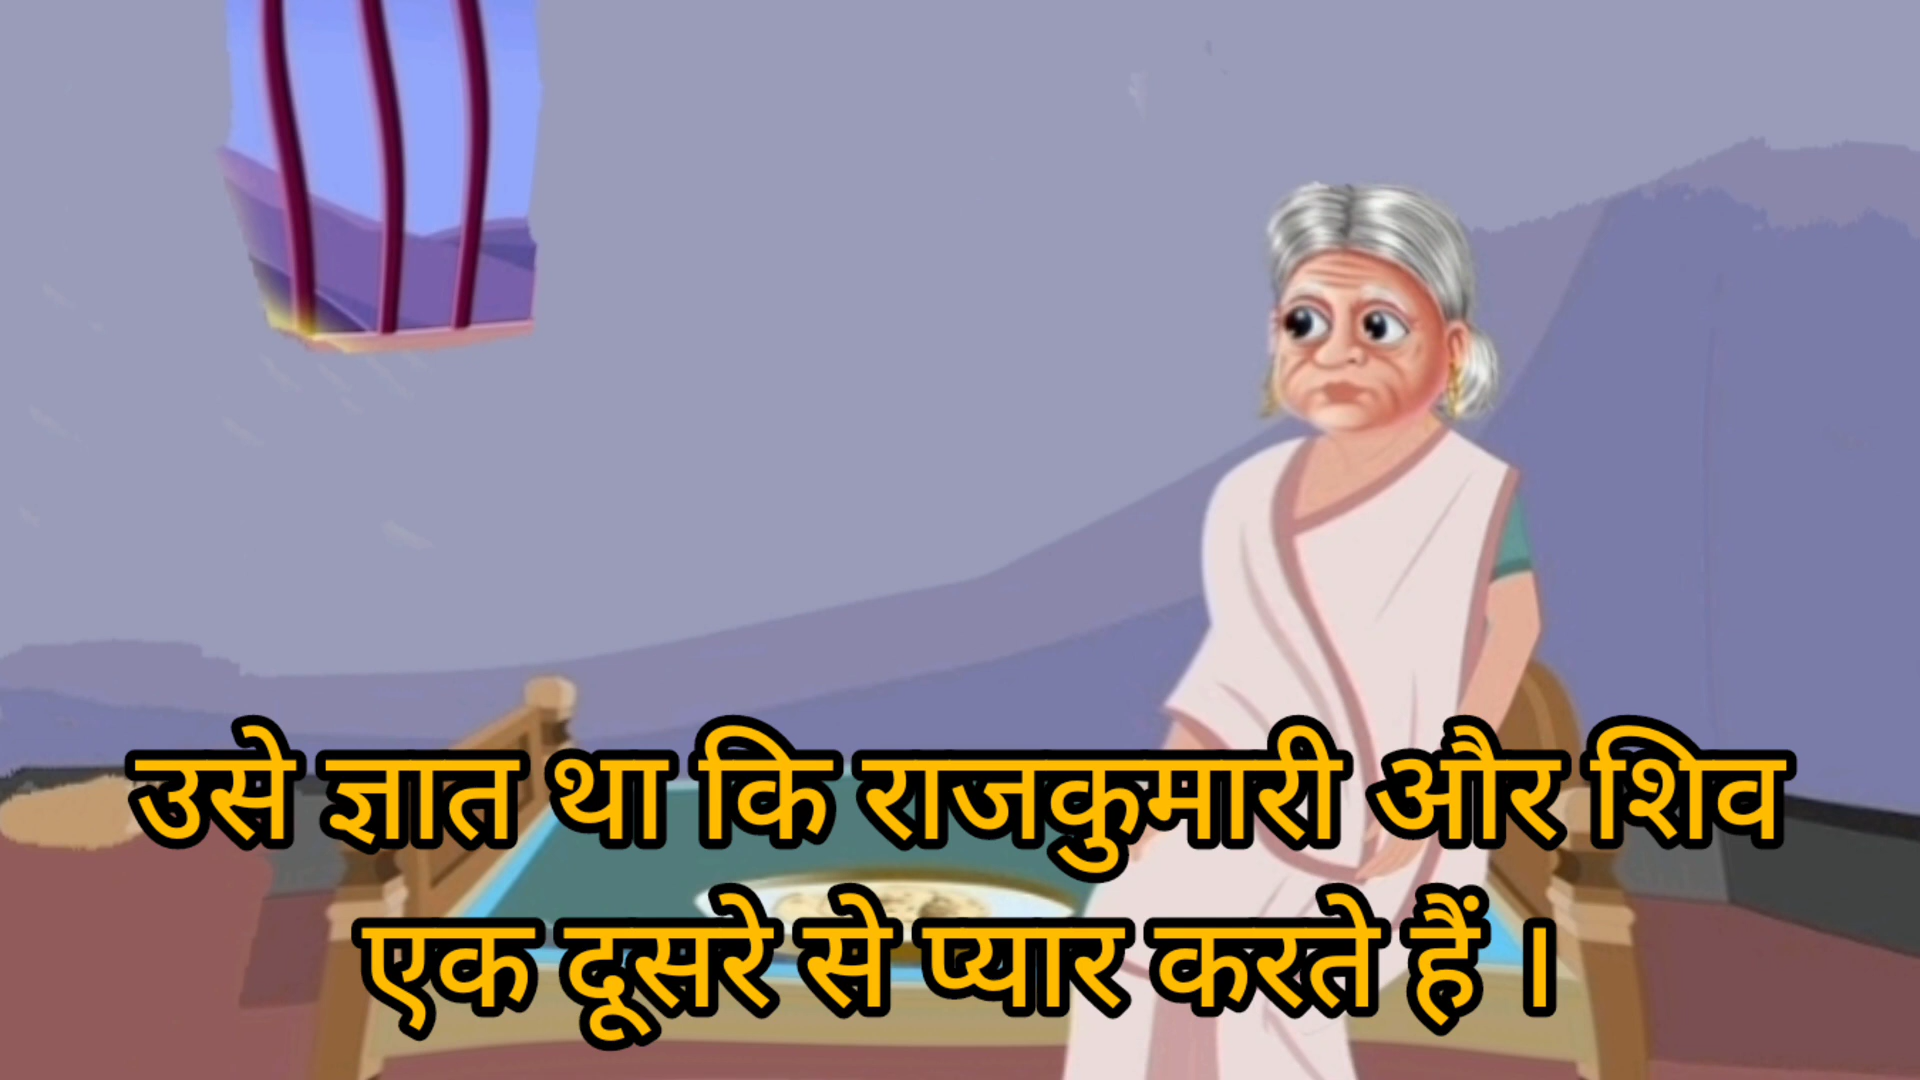 उसे ज्ञात था कि राजकुमारी और शिव
एक दूसरे से प्यार करते हैं ।